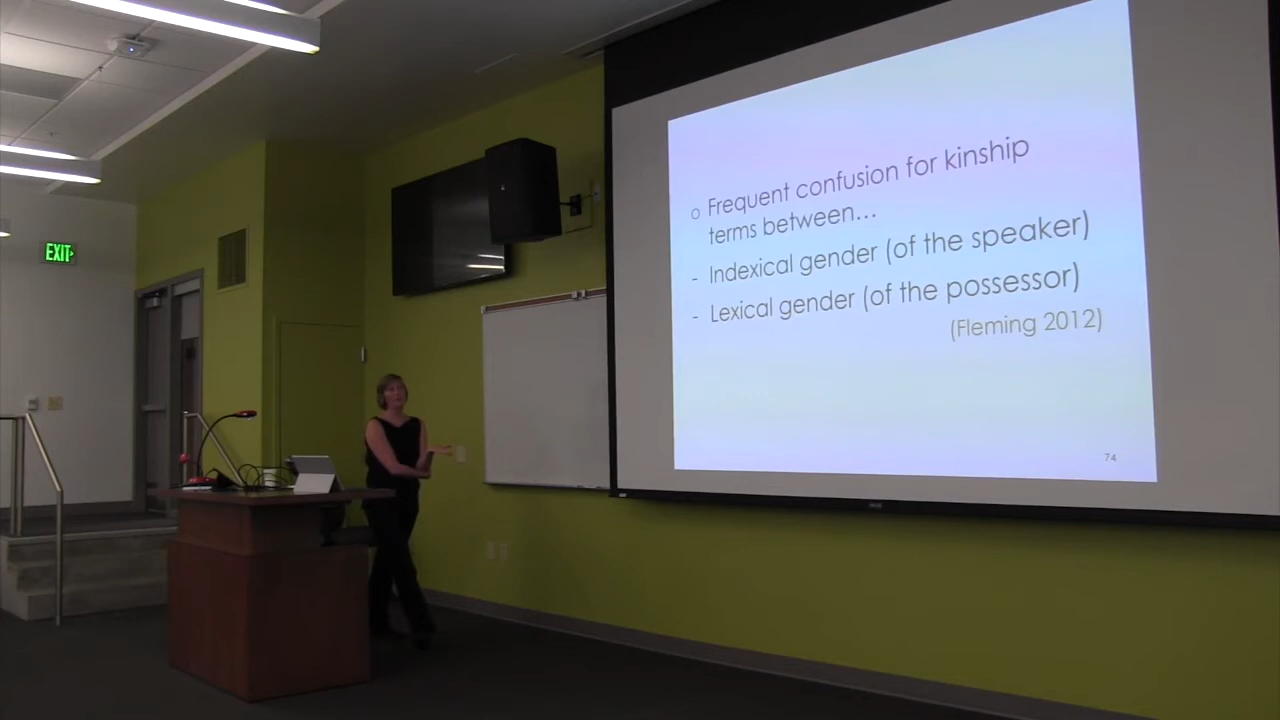 EXIT
o Frequent confusion for kinship
terms between...
- Indexical gender (of the speaker)
- Lexical gender (of the possessor)
(Fleming 2012)
74